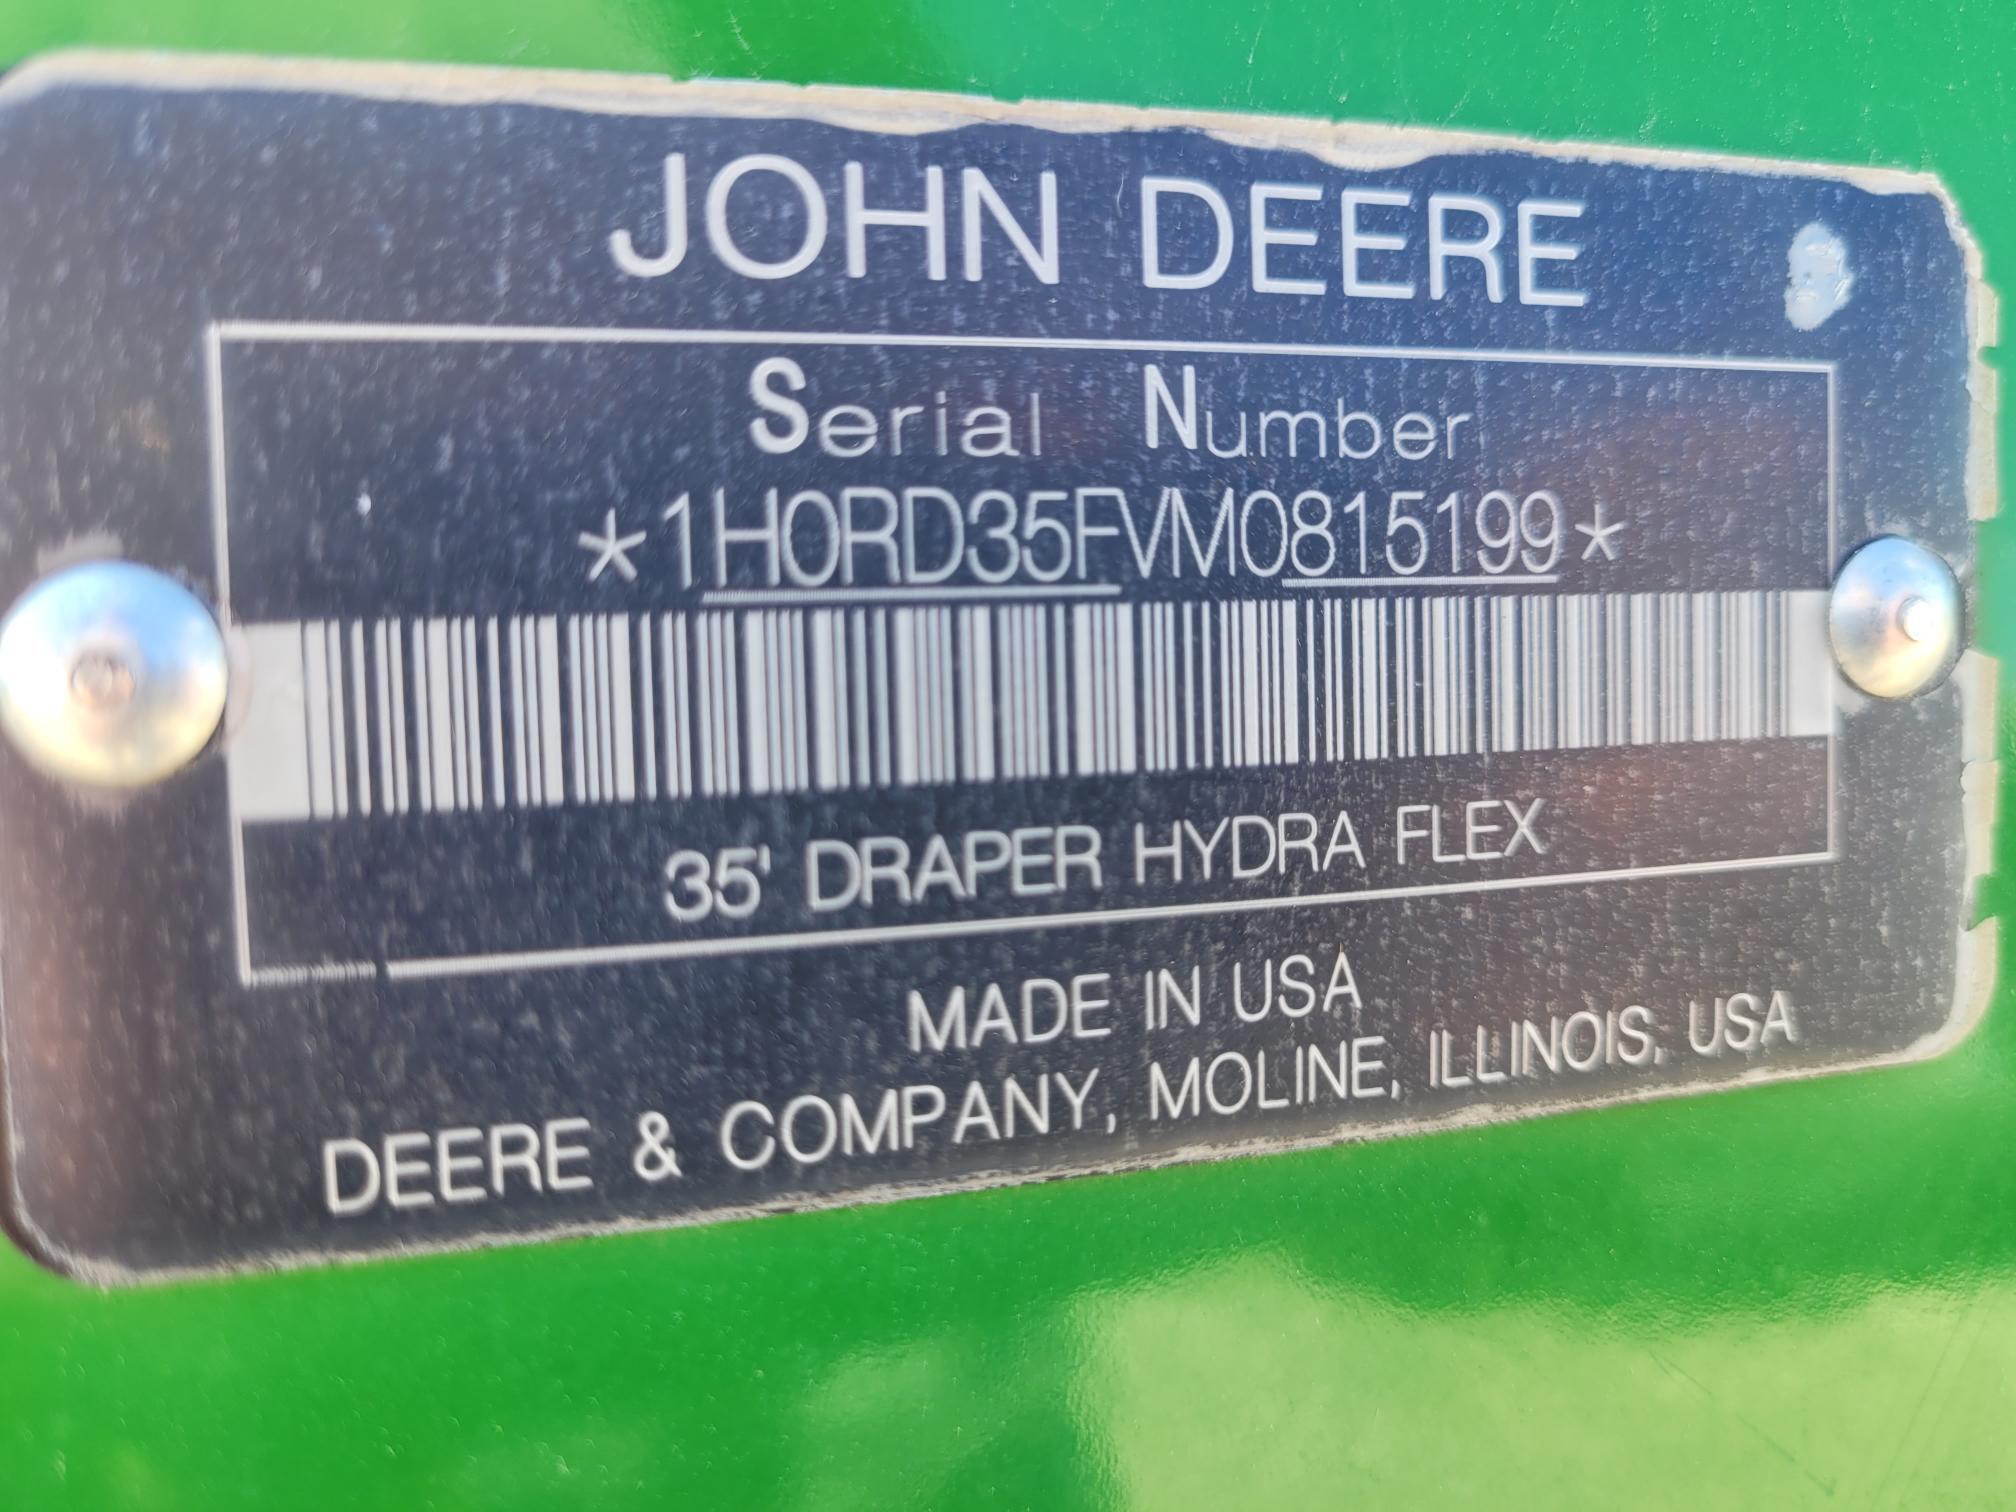 JOHN DEERE
Serial Number
*1H0RD35FVM0815199*
35' DRAPER HYDRA FLEX
MADE IN USA
DEERE & COMPANY, MOLINE, ILLINOIS, USA